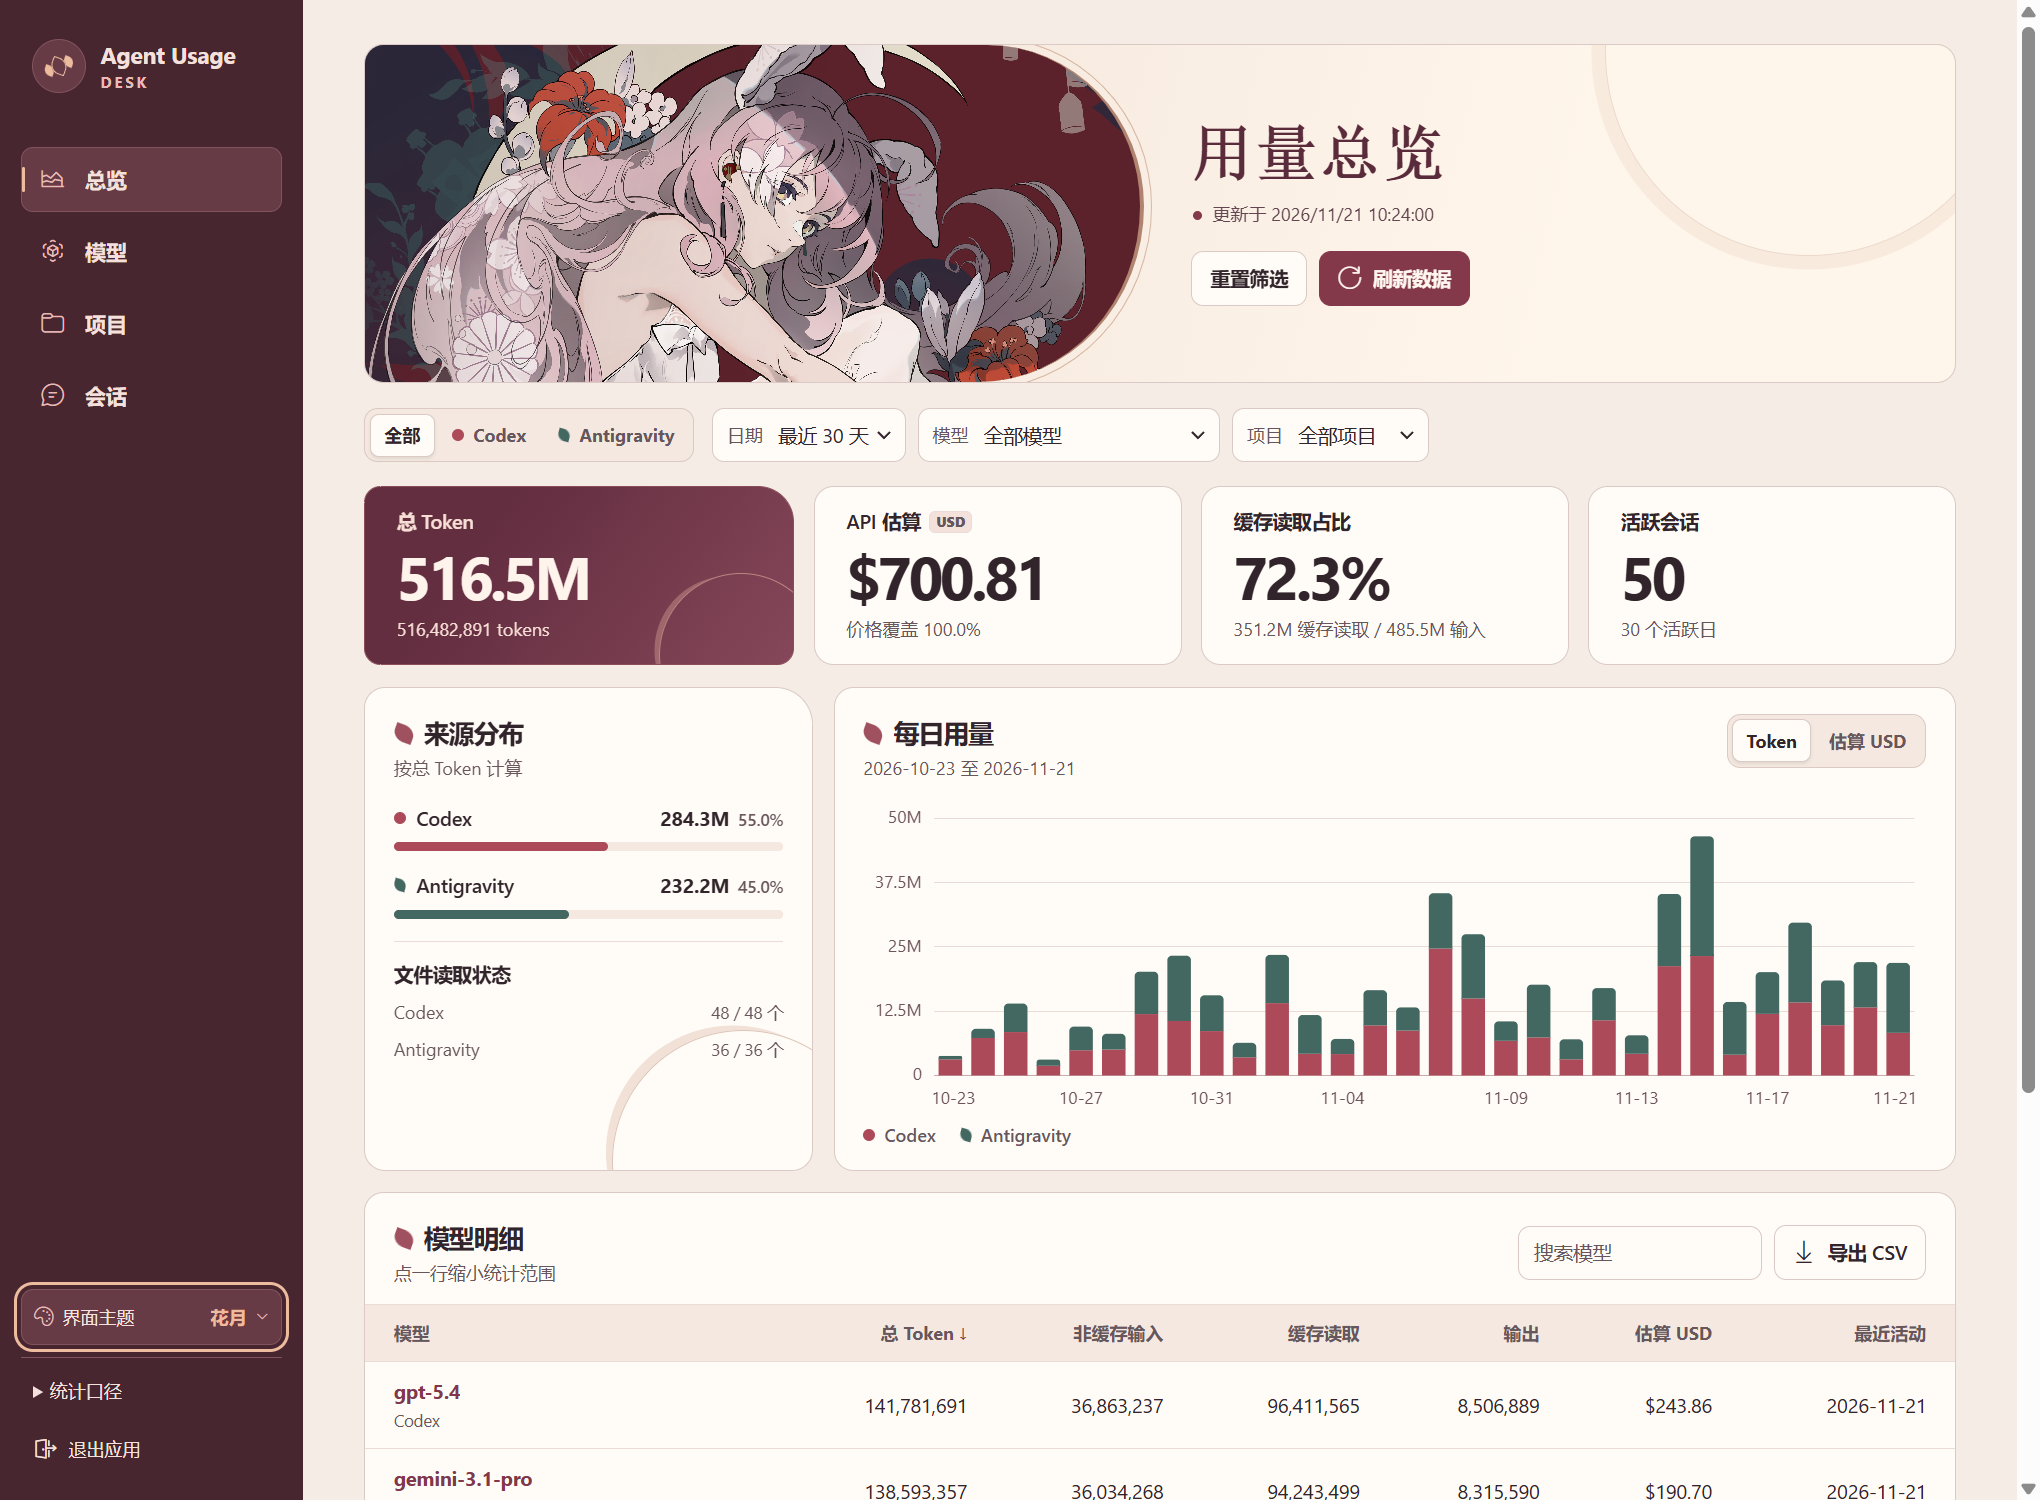 Agent Usage
DESK
总览
模型
项目
会话
界面主题 花月
统计口径
退出应用
用量总览
更新于 2026/11/21 10:24:00
重置筛选 刷新数据
全部 Codex Antigravity 日期 最近 30 天 模型 全部模型 项目 全部项目
总 Token
516.5M
516,482,891 tokens
API 估算 USD
$700.81
价格覆盖 100.0%
缓存读取占比
72.3%
351.2M 缓存读取 / 485.5M 输入
活跃会话
50
30 个活跃日
来源分布
按总 Token 计算
Codex 284.3M 55.0%
Antigravity 232.2M 45.0%
文件读取状态
Codex 48 / 48 个
Antigravity 36 / 36 个
每日用量
2026-10-23 至 2026-11-21
Token 估算 USD
50M
37.5M
25M
12.5M
0
10-23 10-27 10-31 11-04 11-09 11-13 11-17 11-21
Codex Antigravity
模型明细
点一行缩小统计范围
搜索模型 导出 CSV
模型 总 Token ↓ 非缓存输入 缓存读取 输出 估算 USD 最近活动
gpt-5.4
Codex
141,781,691 36,863,237 96,411,565 8,506,889 $243.86 2026-11-21
gemini-3.1-pro
138,593,357 36,034,268 94,243,499 8,315,590 $190.70 2026-11-21